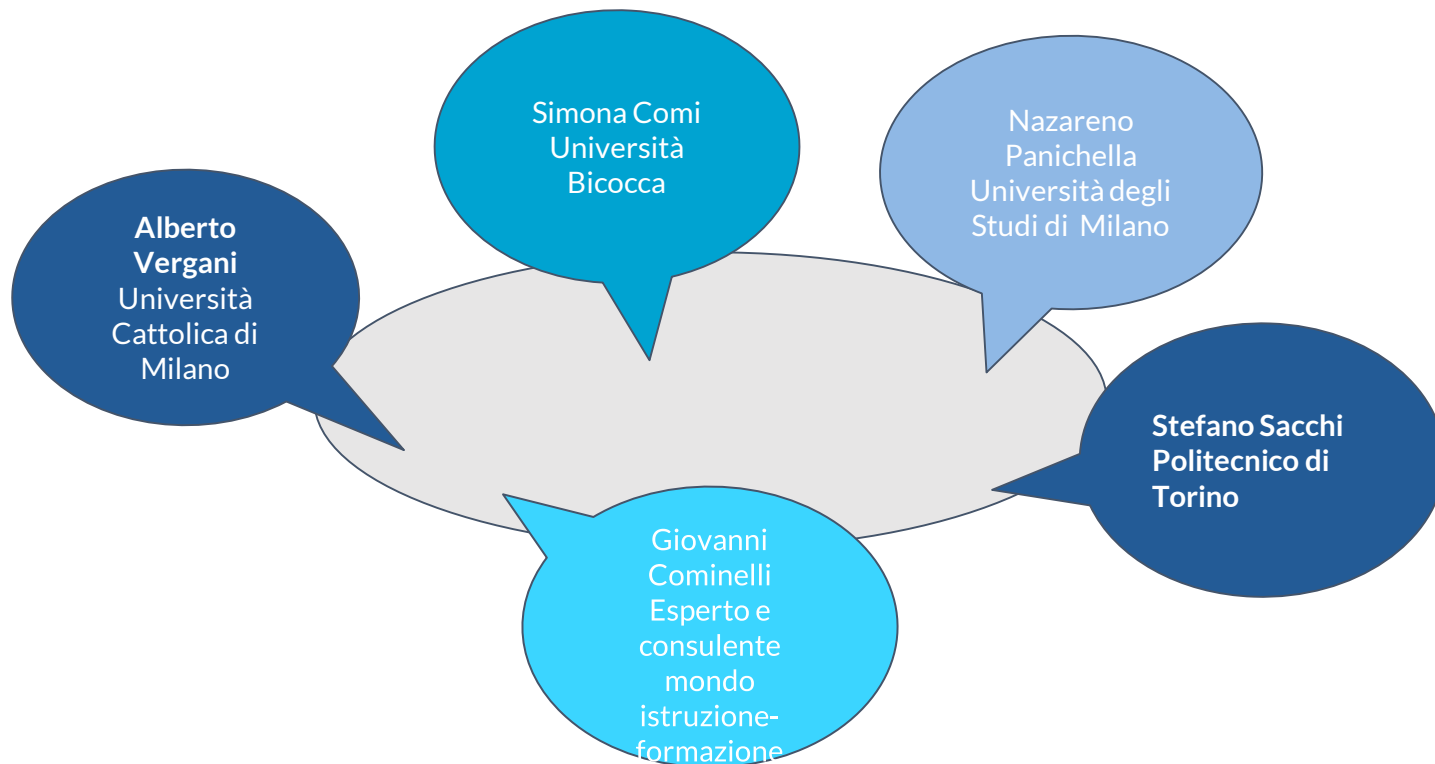 Simona Comi
Università
Bicocca
Nazareno
Panichella
Università degli
Studi di Milano
Alberto
Vergani
Università
Cattolica di
Milano
Stefano Sacchi
Politecnico di
Torino
Giovanni
Cominelli
Esperto e
consulente
mondo
istruzione-
formazione